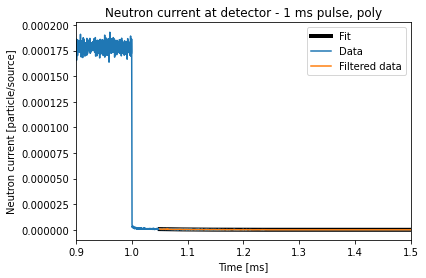 Neutron current at detector - 1 ms pulse, poly
Neutron current [particle/source]
0.000200
0.000175
0.000150
0.000125
0.000100
0.000075
0.000050
0.000025
0.000000
Fit
Data
Filtered data
0.9 1.0 1.1 1.2 1.3 1.4 1.5
Time [ms]